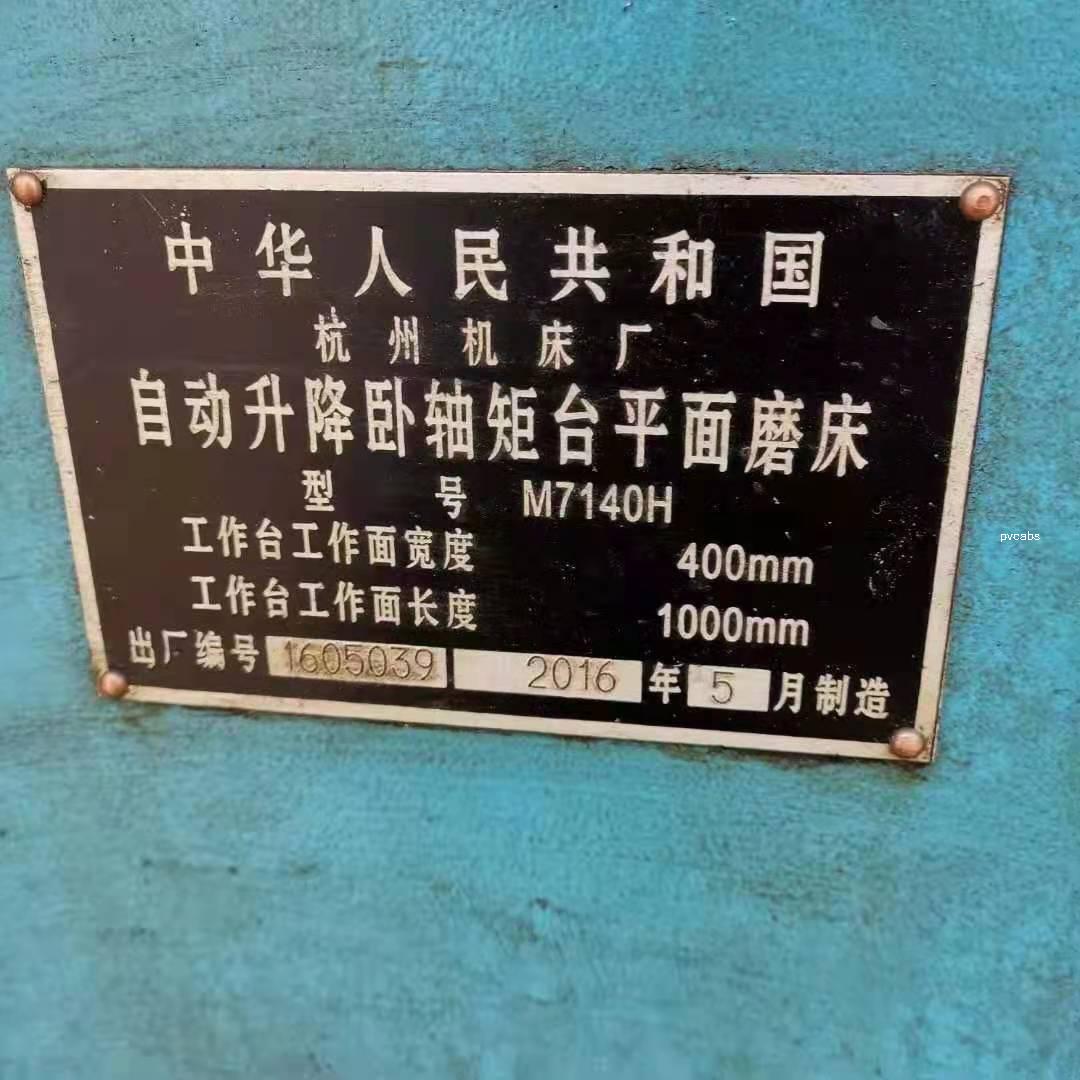 中华人民共和国
杭州机床厂
自动升降卧轴矩台平面磨床
型 号 M7140H
工作台工作面宽度 400mm
工作台工作面长度 1000mm
出厂编号 1605039 2016 年 5 月制造
pvcabs